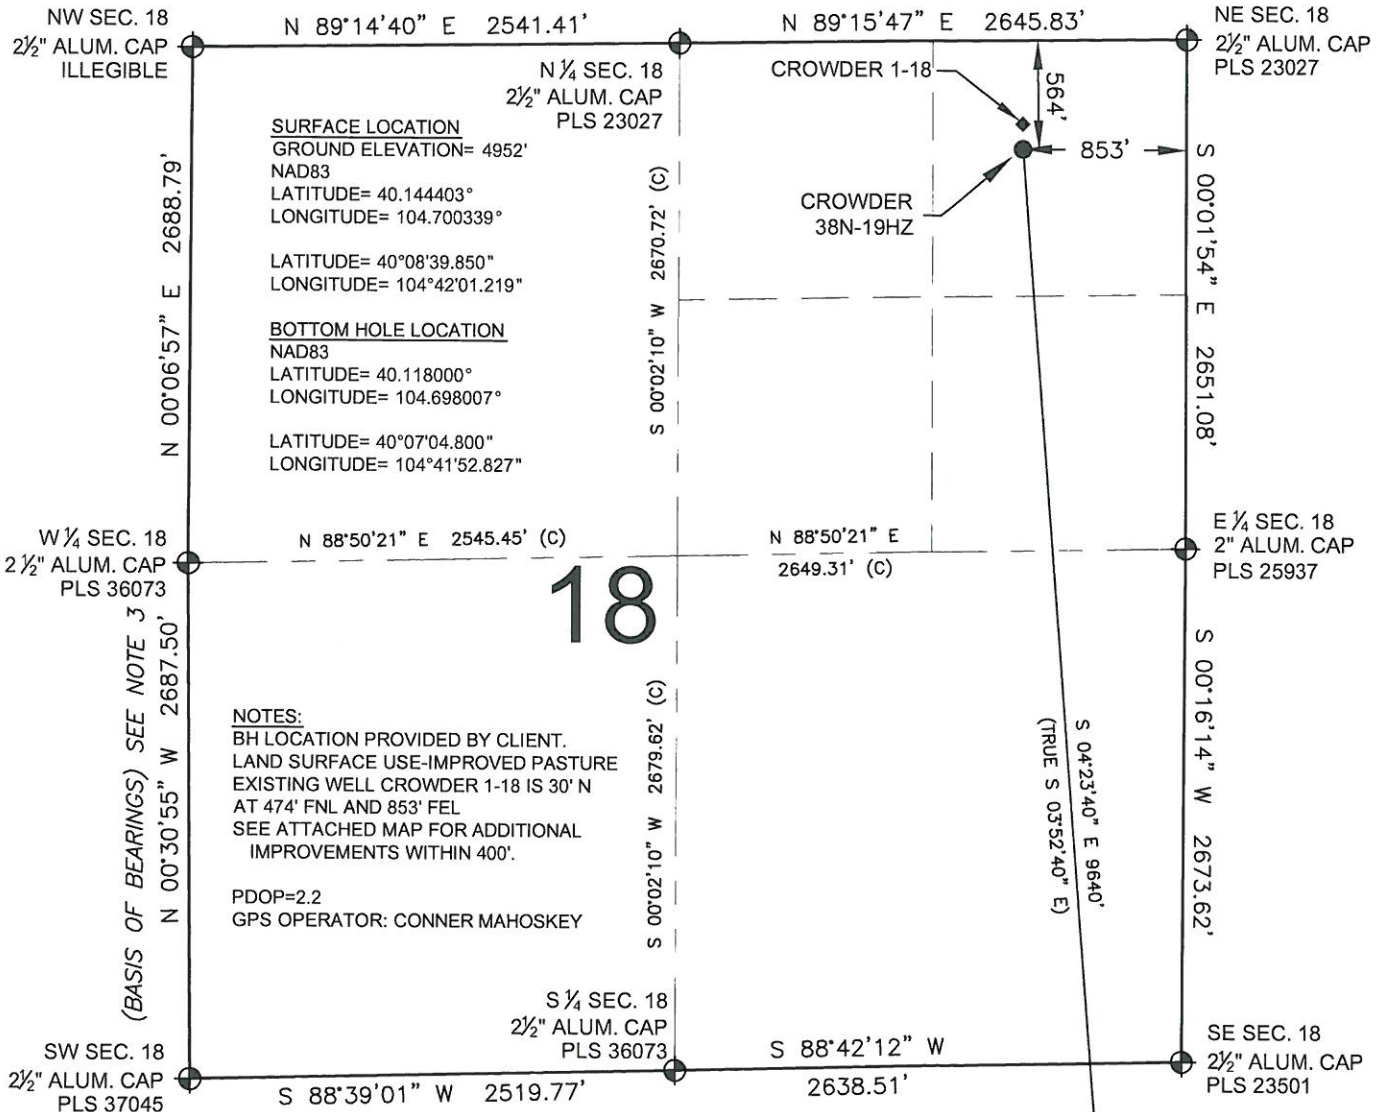 NW SEC. 18
2½" ALUM. CAP
ILLEGIBLE
N 89°14'40" E 2541.41'
N ¼ SEC. 18
2½" ALUM. CAP
PLS 23027
N 89°15'47" E 2645.83'
NE SEC. 18
2½" ALUM. CAP
PLS 23027
CROWDER 1-18
564'
853'
CROWDER
38N-19HZ
SURFACE LOCATION
GROUND ELEVATION= 4952'
NAD83
LATITUDE= 40.144403°
LONGITUDE= 104.700339°
LATITUDE= 40°08'39.850"
LONGITUDE= 104°42'01.219"
BOTTOM HOLE LOCATION
NAD83
LATITUDE= 40.118000°
LONGITUDE= 104.698007°
LATITUDE= 40°07'04.800"
LONGITUDE= 104°41'52.827"
N 00°06'57" E 2688.79'
S 00°02'10" W 2670.72' (C)
S 00°01'54" E 2651.08'
W ¼ SEC. 18
2 ½" ALUM. CAP
PLS 36073
N 88°50'21" E 2545.45' (C)
N 88°50'21" E
2649.31' (C)
E ¼ SEC. 18
2" ALUM. CAP
PLS 25937
18
(BASIS OF BEARINGS) SEE NOTE 3
N 00°30'55" W 2687.50'
NOTES:
BH LOCATION PROVIDED BY CLIENT.
LAND SURFACE USE-IMPROVED PASTURE
EXISTING WELL CROWDER 1-18 IS 30' N
AT 474' FNL AND 853' FEL
SEE ATTACHED MAP FOR ADDITIONAL
IMPROVEMENTS WITHIN 400'.
PDOP=2.2
GPS OPERATOR: CONNER MAHOSKEY
S 00°02'10" W 2679.62' (C)
S 04°23'40" E 9640'
(TRUE S 03°52'40" E)
S 00°16'14" W 2673.62'
SW SEC. 18
2½" ALUM. CAP
PLS 37045
S 88°39'01" W 2519.77'
S ¼ SEC. 18
2½" ALUM. CAP
PLS 36073
S 88°42'12" W
2638.51'
SE SEC. 18
2½" ALUM. CAP
PLS 23501